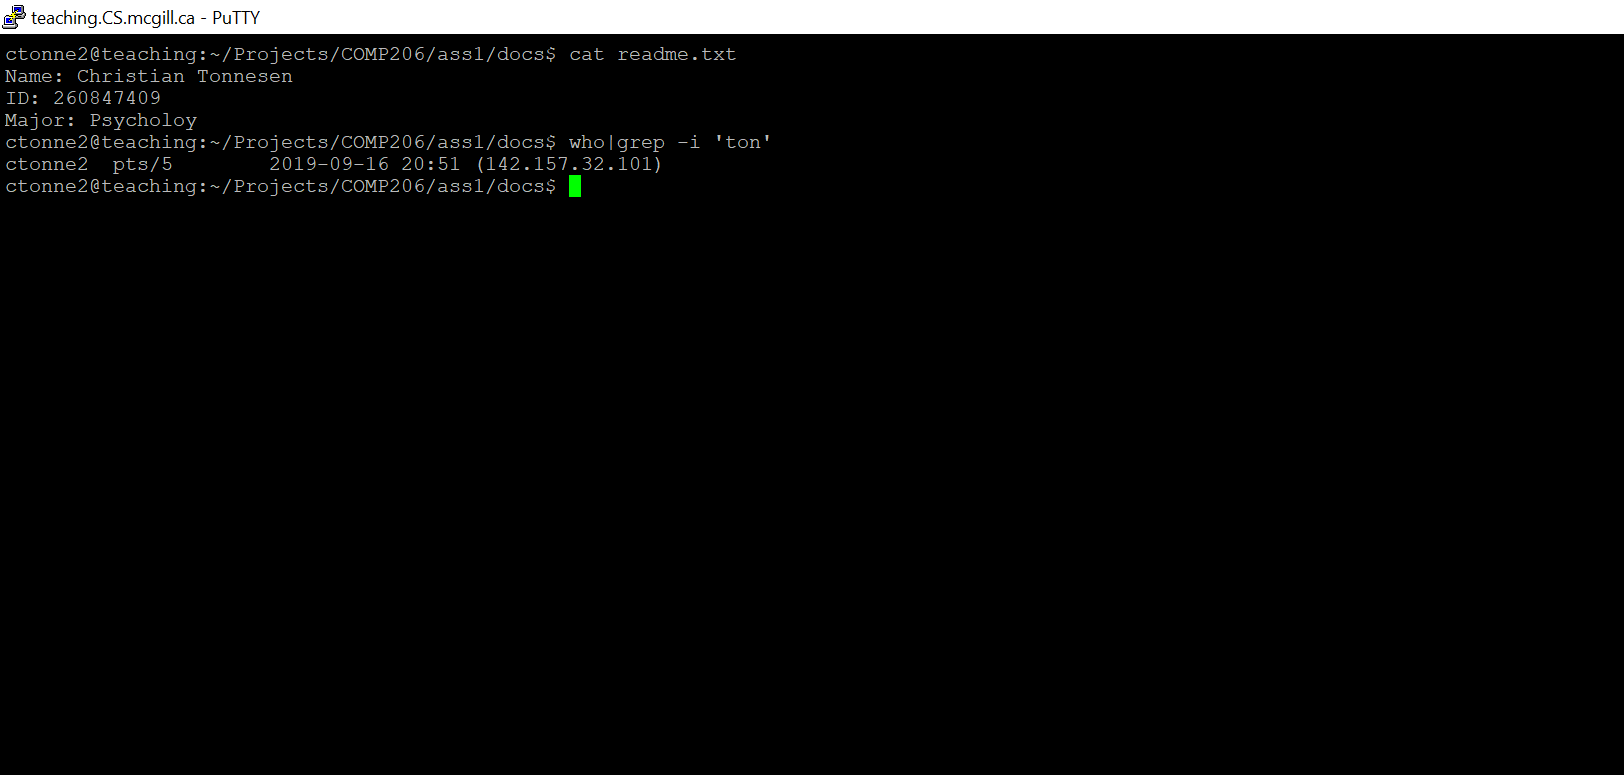 teaching.CS.mcgill.ca - PuTTY
ctonne2@teaching:~/Projects/COMP206/ass1/docs$ cat readme.txt
Name: Christian Tonnesen
ID: 260847409
Major: Psycholoy
ctonne2@teaching:~/Projects/COMP206/ass1/docs$ who|grep -i 'ton'
ctonne2  pts/5        2019-09-16 20:51 (142.157.32.101)
ctonne2@teaching:~/Projects/COMP206/ass1/docs$